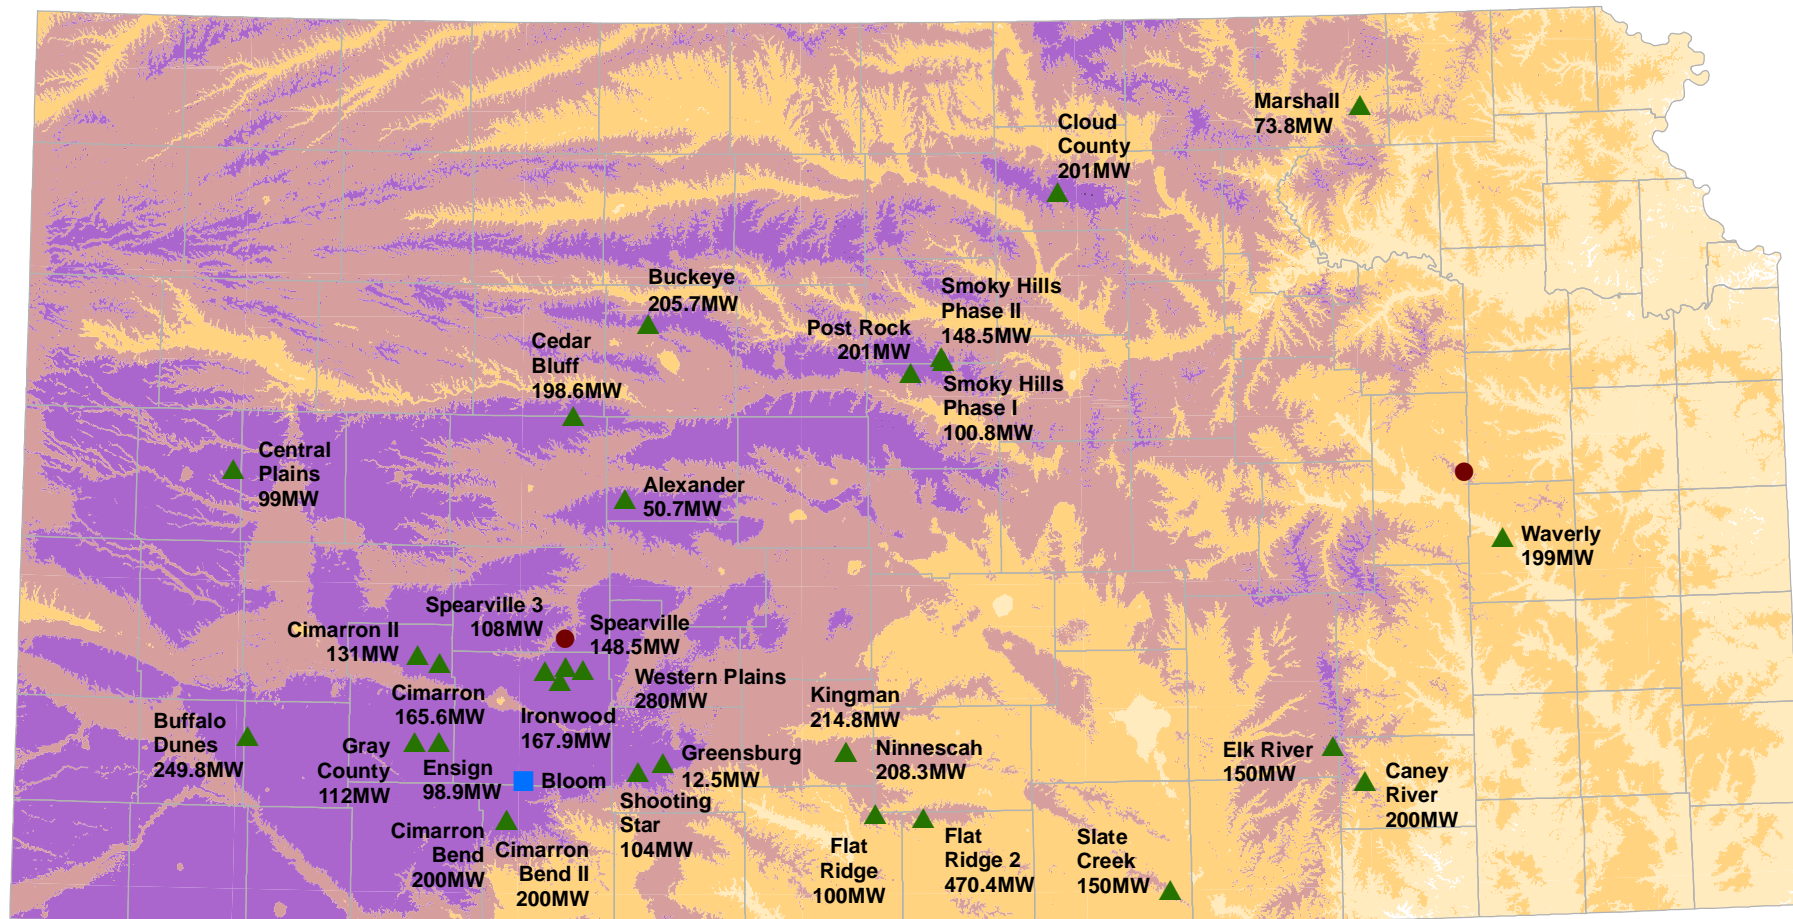 Marshall
73.8MW
Cloud
County
201MW
Buckeye
205.7MW
Smoky Hills
Phase II
148.5MW
Post Rock
201MW
Cedar
Bluff
198.6MW
Smoky Hills
Phase I
100.8MW
Central
Plains
99MW
Alexander
50.7MW
Waverly
199MW
Spearville 3
108MW
Spearville
148.5MW
Cimarron II
131MW
Western Plains
280MW
Cimarron
165.6MW
Kingman
214.8MW
Ironwood
167.9MW
Buffalo
Dunes
249.8MW
Gray
County
112MW
Ensign
98.9MW
Bloom
Greensburg
12.5MW
Ninnescah
208.3MW
Elk River
150MW
Caney
River
200MW
Shooting
Star
104MW
Cimarron
Bend
200MW
Cimarron
Bend II
200MW
Flat
Ridge
100MW
Flat
Ridge 2
470.4MW
Slate
Creek
150MW